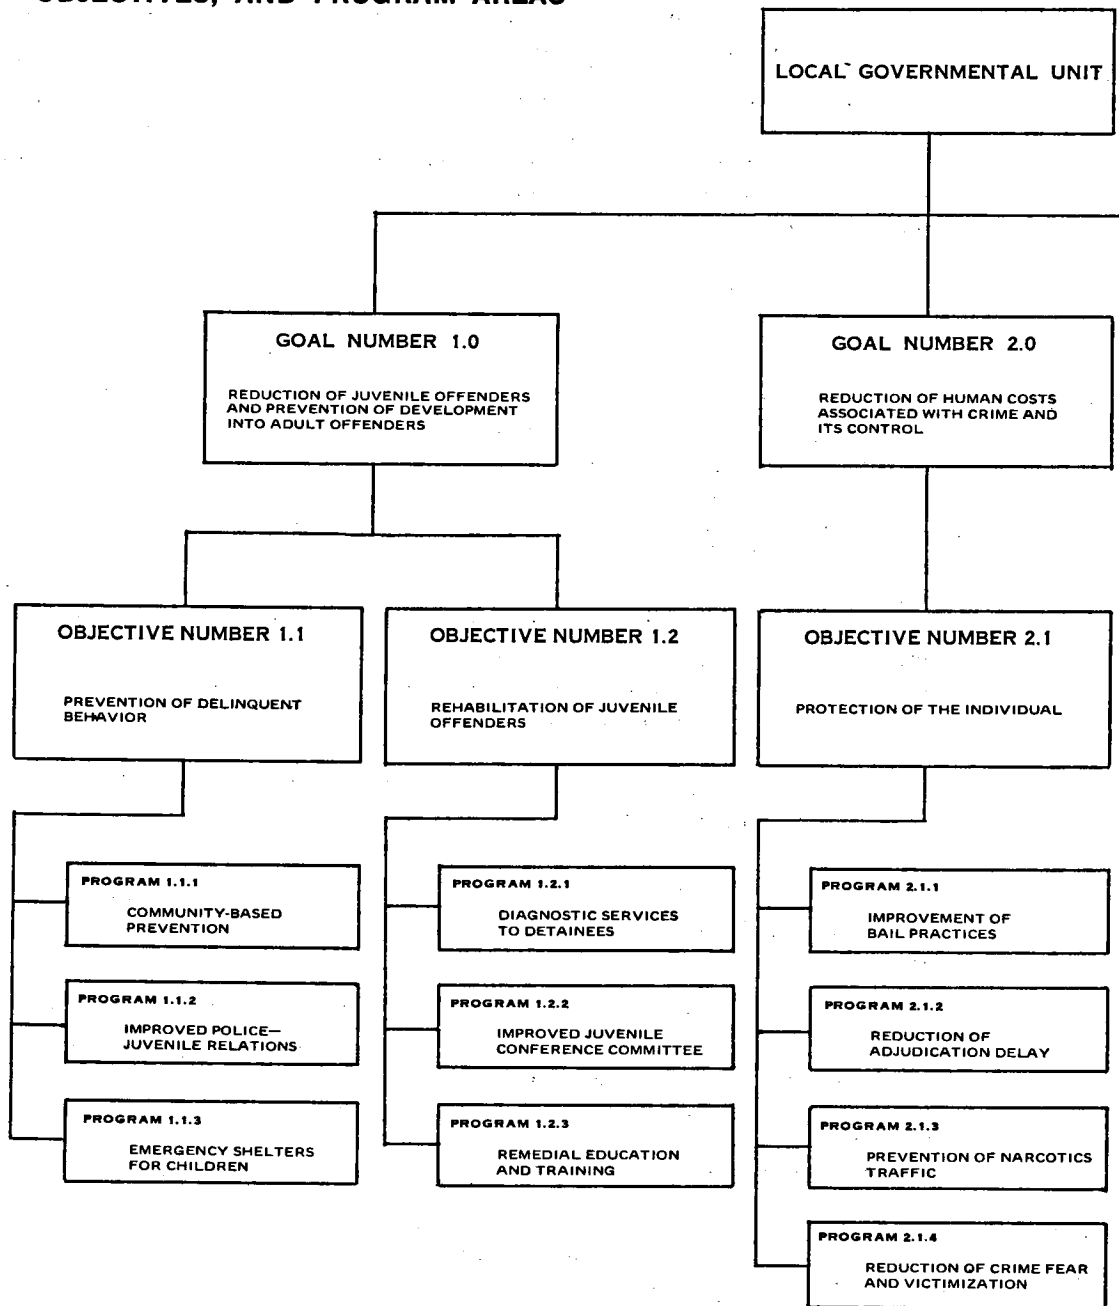 OBJECTIVES, AND PROGRAM AREAS
LOCAL GOVERNMENTAL UNIT
GOAL NUMBER 1.0
REDUCTION OF JUVENILE OFFENDERS
AND PREVENTION OF DEVELOPMENT
INTO ADULT OFFENDERS
GOAL NUMBER 2.0
REDUCTION OF HUMAN COSTS
ASSOCIATED WITH CRIME AND
ITS CONTROL
OBJECTIVE NUMBER 1.1
PREVENTION OF DELINQUENT
BEHAVIOR
OBJECTIVE NUMBER 1.2
REHABILITATION OF JUVENILE
OFFENDERS
OBJECTIVE NUMBER 2.1
PROTECTION OF THE INDIVIDUAL
PROGRAM 1.1.1
COMMUNITY-BASED
PREVENTION
PROGRAM 1.1.2
IMPROVED POLICE—
JUVENILE RELATIONS
PROGRAM 1.1.3
EMERGENCY SHELTERS
FOR CHILDREN
PROGRAM 1.2.1
DIAGNOSTIC SERVICES
TO DETAINEES
PROGRAM 1.2.2
IMPROVED JUVENILE
CONFERENCE COMMITTEE
PROGRAM 1.2.3
REMEDIAL EDUCATION
AND TRAINING
PROGRAM 2.1.1
IMPROVEMENT OF
BAIL PRACTICES
PROGRAM 2.1.2
REDUCTION OF
ADJUDICATION DELAY
PROGRAM 2.1.3
PREVENTION OF NARCOTICS
TRAFFIC
PROGRAM 2.1.4
REDUCTION OF CRIME FEAR
AND VICTIMIZATION